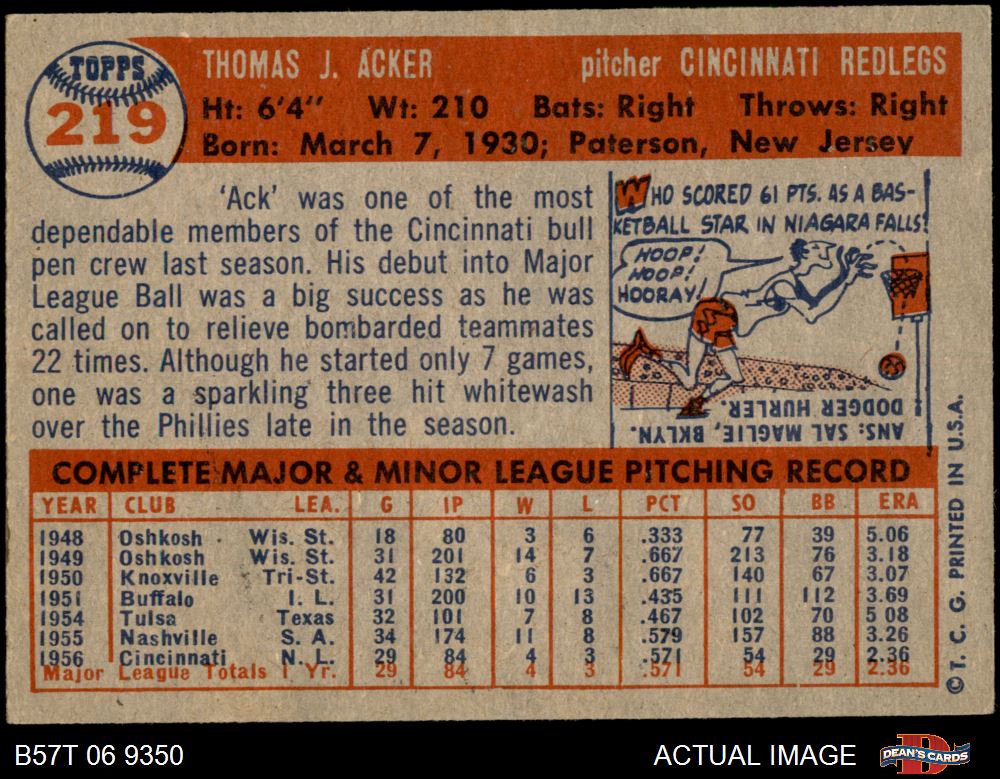 TOPPS
219
THOMAS J. ACKER pitcher CINCINNATI REDLEGS
Ht: 6'4" Wt: 210 Bats: Right Throws: Right
Born: March 7, 1930; Paterson, New Jersey
'Ack' was one of the most
dependable members of the Cincinnati bull
pen crew last season. His debut into Major
League Ball was a big success as he was
called on to relieve bombarded teammates
22 times. Although he started only 7 games,
one was a sparkling three hit whitewash
over the Phillies late in the season.
WHO SCORED 61 PTS. AS A BAS-
KETBALL STAR IN NIAGARA FALLS?
HOOP!
HOOP!
HOORAY!
ANS: SAL MAGLIE, BKLYN.
DODGER HURLER.
COMPLETE MAJOR & MINOR LEAGUE PITCHING RECORD
YEAR CLUB LEA. G IP W L PCT SO BB ERA
1948 Oshkosh Wis. St. 18 80 3 6 .333 77 39 5.06
1949 Oshkosh Wis. St. 31 201 14 7 .667 213 76 3.18
1950 Knoxville Tri-St. 42 132 6 3 .667 140 67 3.07
1951 Buffalo I. L. 31 200 10 13 .435 111 112 3.69
1954 Tulsa Texas 32 101 7 8 .467 102 70 5 08
1955 Nashville S. A. 34 174 11 8 .579 157 88 3.26
1956 Cincinnati N. L. 29 84 4 3 .571 54 29 2.36
Major League Totals 1 Yr. 29 84 4 3 .571 54 29 2.36
© T. C. G. PRINTED IN U.S.A.
B57T 06 9350 ACTUAL IMAGE DEAN'S CARDS